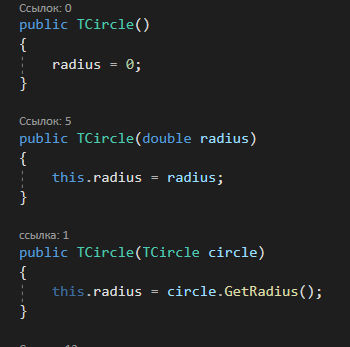 Ссылок: 0
public TCircle()
{
radius = 0;
}
Ссылок: 5
public TCircle(double radius)
{
this.radius = radius;
}
ссылка: 1
public TCircle(TCircle circle)
{
this.radius = circle.GetRadius();
}